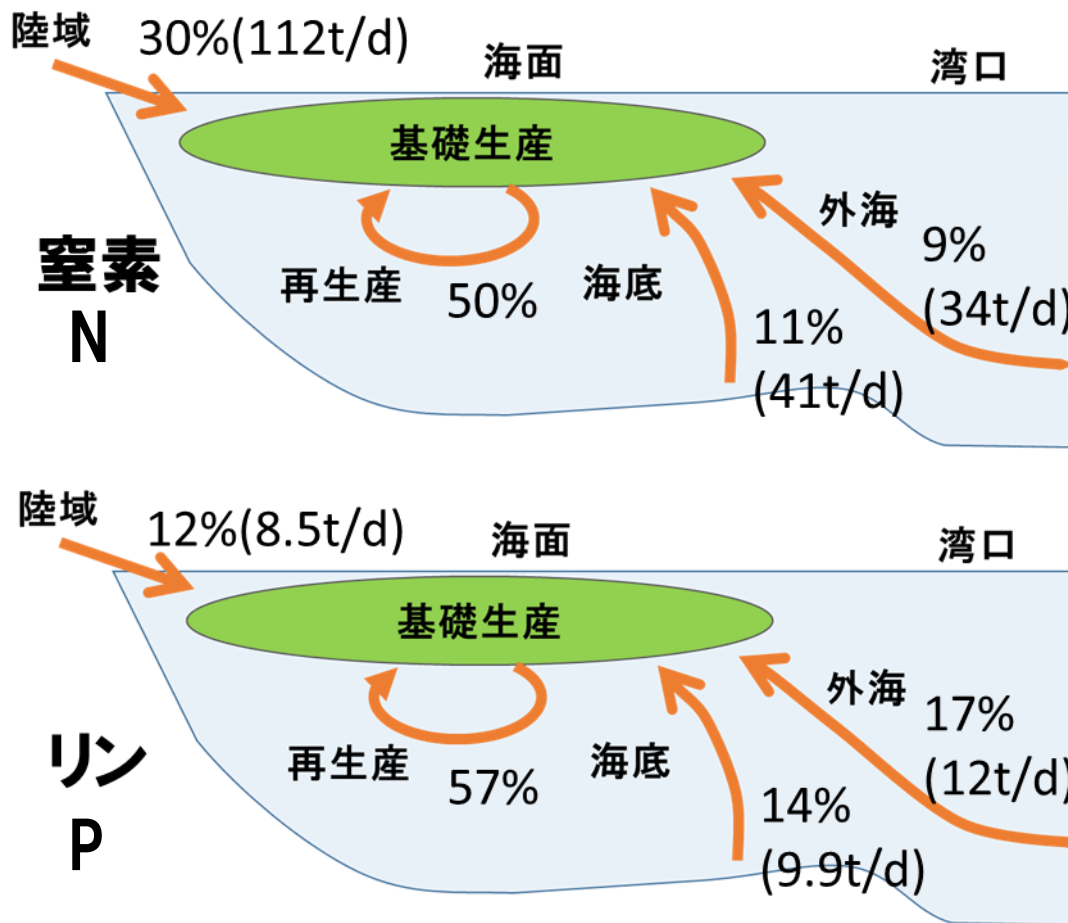 陸域
30%(112t/d)
海面
湾口
基礎生産
外海
9%
(34t/d)
窒素
N
再生産
50%
海底
11%
(41t/d)
陸域
12%(8.5t/d)
海面
湾口
基礎生産
外海
17%
(12t/d)
リン
P
再生産
57%
海底
14%
(9.9t/d)